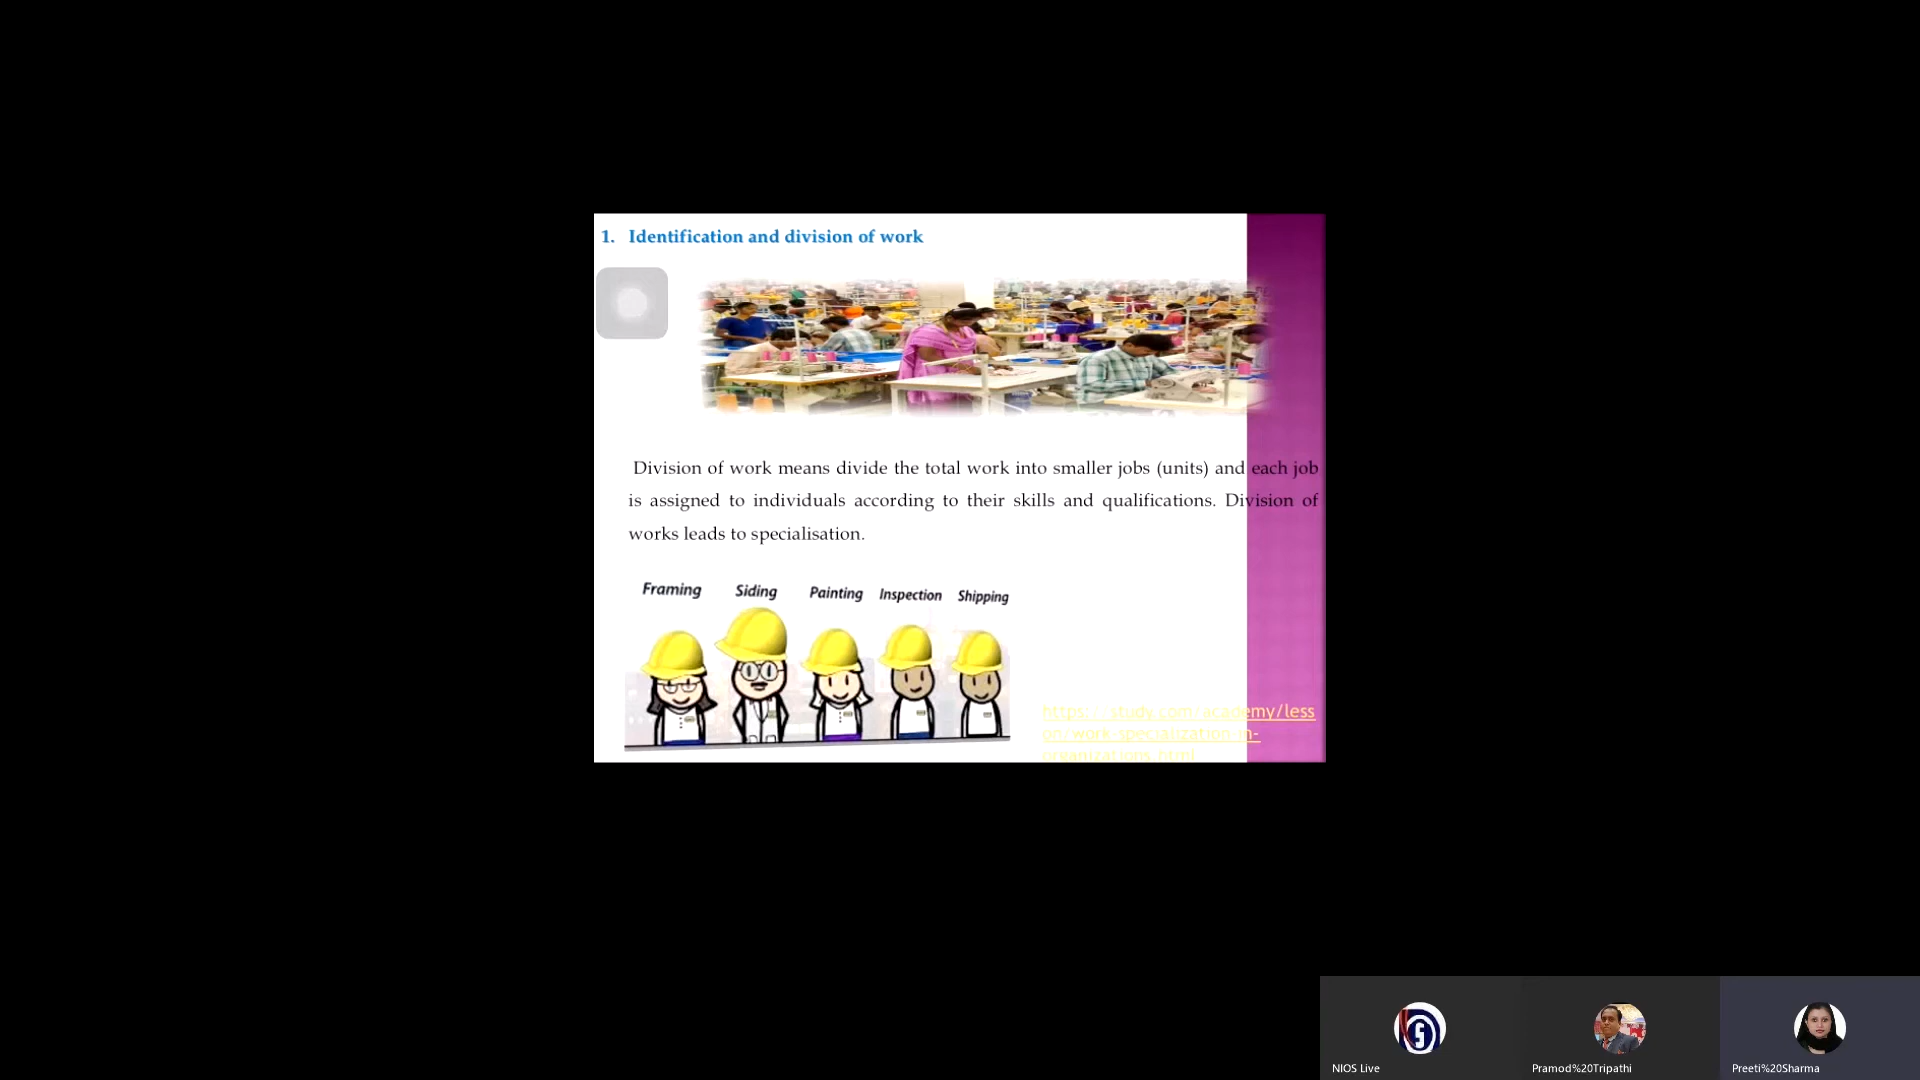 1. Identification and division of work
Division of work means divide the total work into smaller jobs (units) and each job
is assigned to individuals according to their skills and qualifications. Division of
works leads to specialisation.
Framing Siding Painting Inspection Shipping
https://study.com/academy/less
on/work-specialization-in-
organizations.html
NIOS Live
Pramod%20Tripathi
Preeti%20Sharma